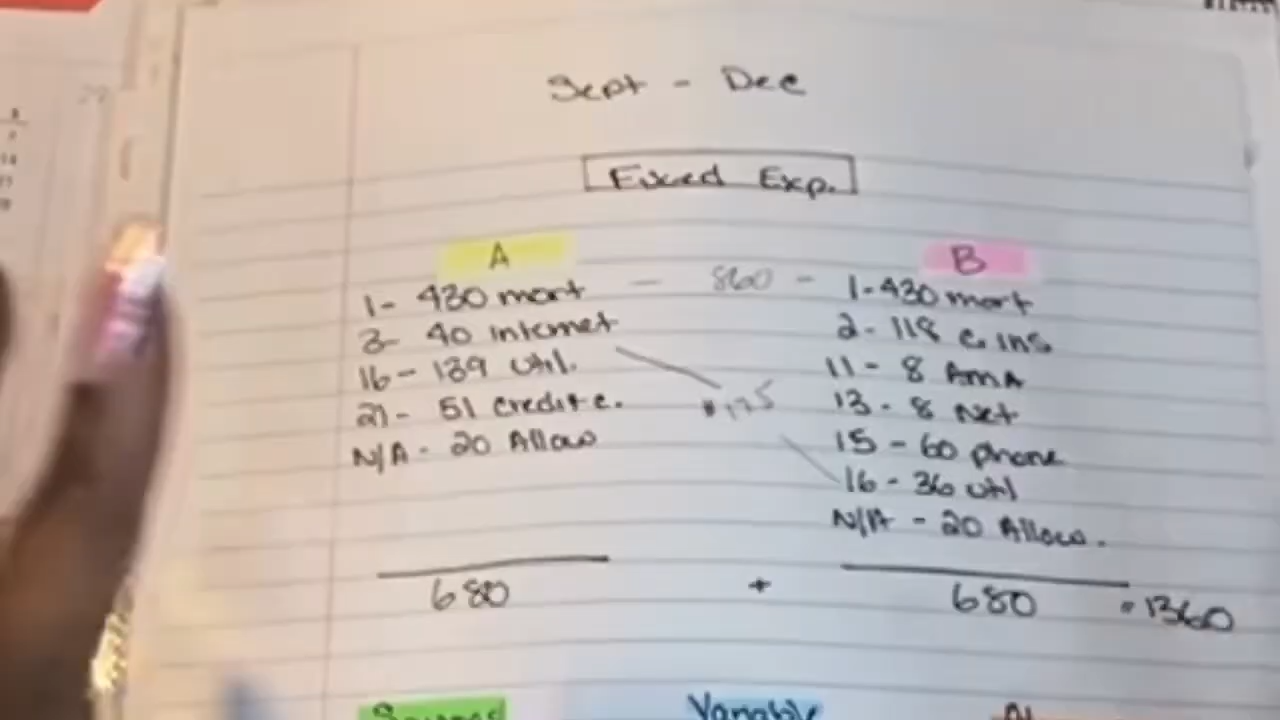 Sept - Dec
Fixed Exp.
A
1- 430 mort
3- 40 Internet
16- 139 Util.
21- 51 Credit c.
N/A - 20 Allow
680
- 860 -
$175
B
1-430 mort
2- 118 c. Ins
11- 8 AMA
13- 8 Net
15-60 phone
16-36 util
N/A - 20 Allow.
+
680 = 1360
Variable